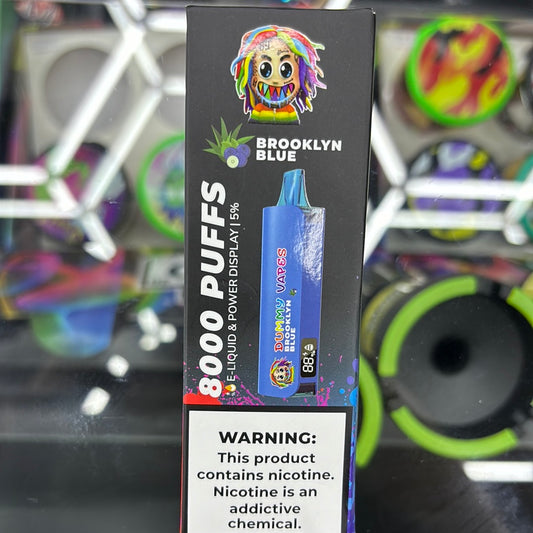 BROOKLYN
BLUE
8000 PUFFS
E-LIQUID & POWER DISPLAY | 5%
DUMMY VAPES
BROOKLYN
BLUE
88
WARNING:
This product
contains nicotine.
Nicotine is an
addictive
chemical.